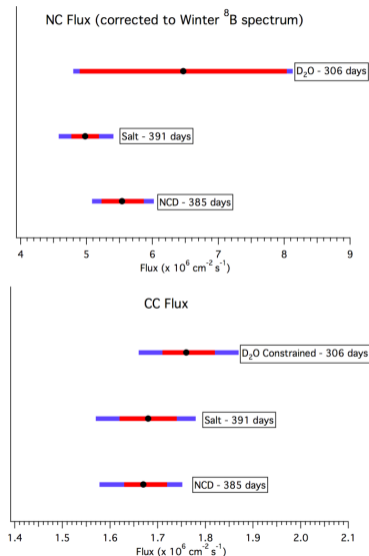 NC Flux (corrected to Winter ⁸B spectrum)
D₂O - 306 days
Salt - 391 days
NCD - 385 days
4 5 6 7 8 9
Flux (x 10⁶ cm⁻² s⁻¹)
CC Flux
D₂O Constrained - 306 days
Salt - 391 days
NCD - 385 days
1.4 1.5 1.6 1.7 1.8 1.9 2.0 2.1
Flux (x 10⁶ cm⁻² s⁻¹)